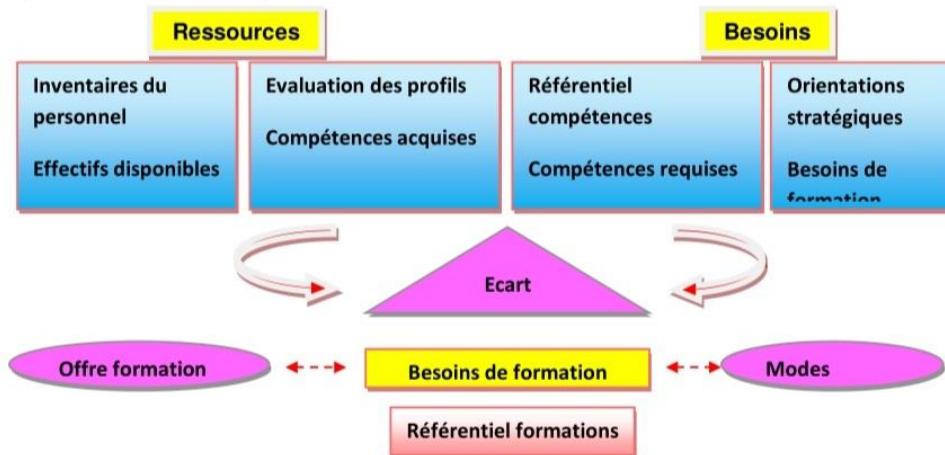 Ressources
Besoins
Inventaires du
personnel
Effectifs disponibles
Evaluation des profils
Compétences acquises
Référentiel
compétences
Compétences requises
Orientations
stratégiques
Besoins de
formation
Ecart
Offre formation
Besoins de formation
Modes
Référentiel formations